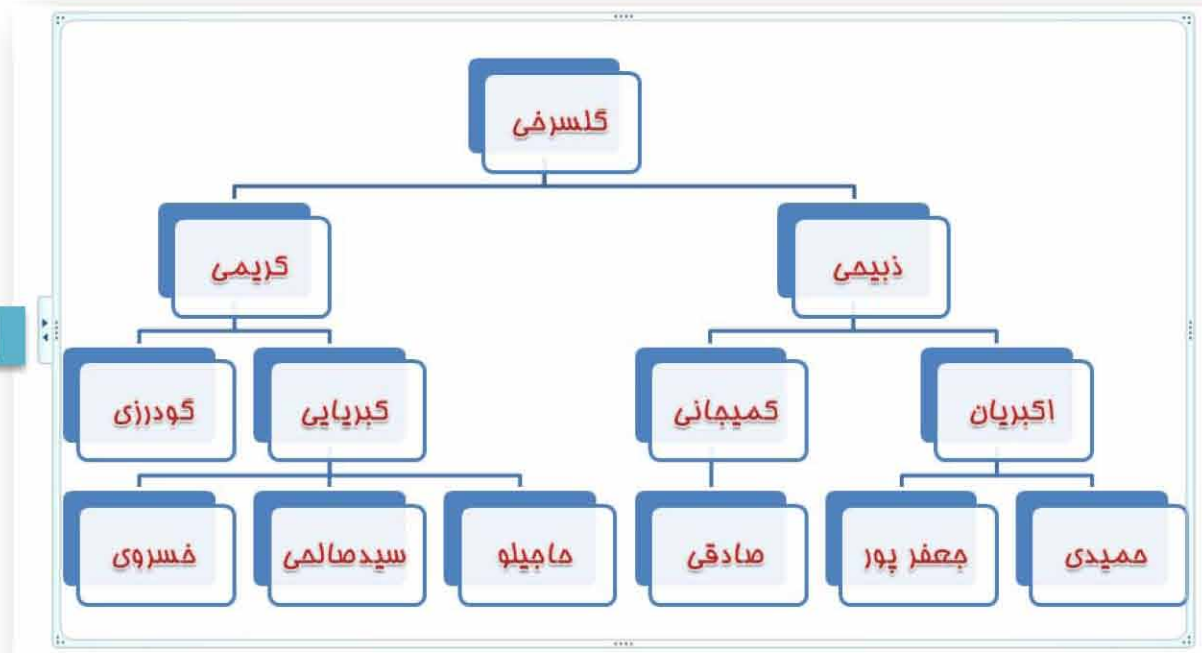 گلسرخی
ذبیحی
کریمی
اکبریان
کمیجانی
کبریایی
گودرزی
حمیدی
جعفر پور
صادقی
حاجیلو
سیدصالحی
خسروی